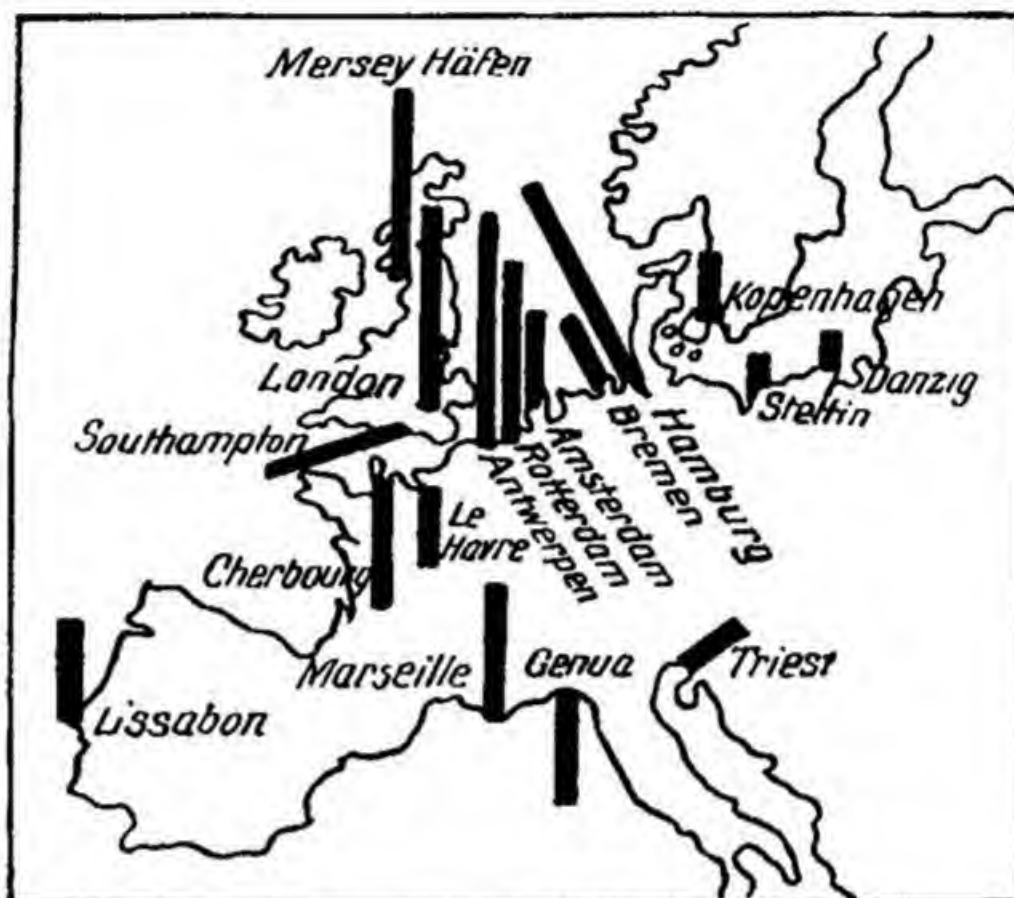 Mersey Häfen
Kopenhagen
London
Danzig
Stettin
Southampton
Hamburg
Bremen
Amsterdam
Rotterdam
Antwerpen
Le
Havre
Cherbourg
Marseille
Genua
Triest
Lissabon